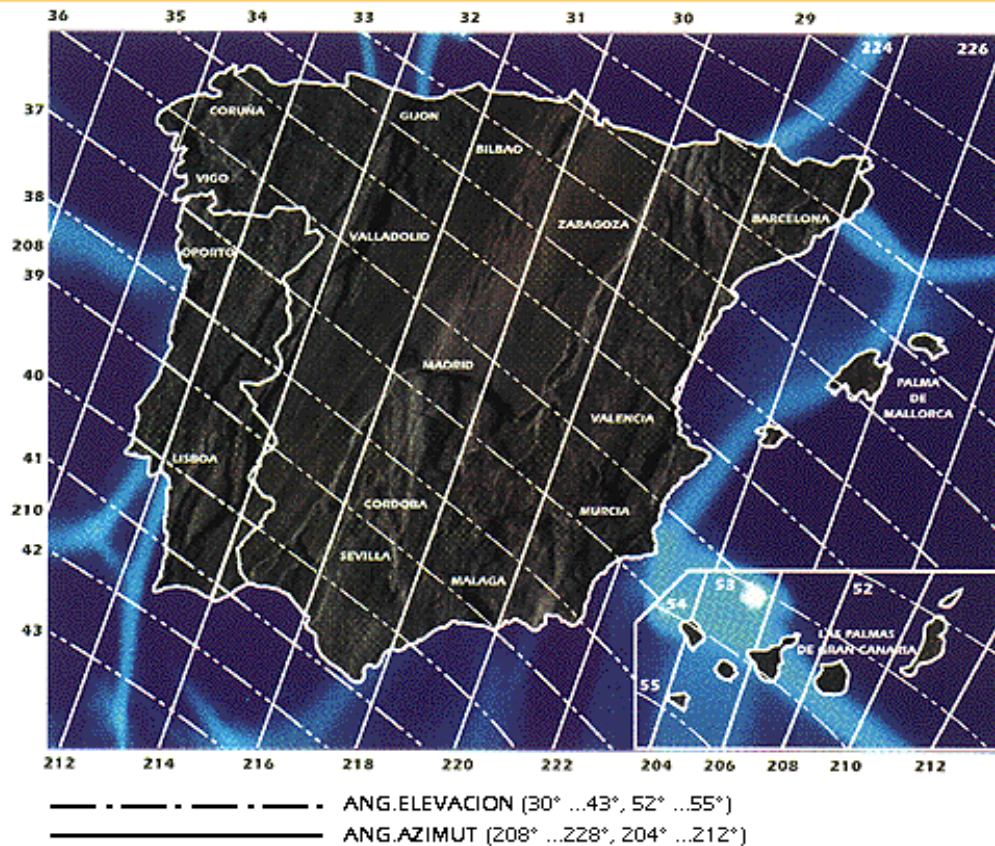 36 35 34 33 32 31 30 29
224 226
37
CORUÑA GIJON
BILBAO
VIGO
38
BARCELONA
ZARAGOZA
VALLADOLID
208
OPORTO
39
MADRID
40
PALMA
DE
MALLORCA
VALENCIA
41
LISBOA
CORDOBA
210
MURCIA
42
SEVILLA
MALAGA
53 52
54
43
LAS PALMAS
DE GRAN CANARIA
55
212 214 216 218 220 222 204 206 208 210 212
ANG.ELEVACION (30° ...43°, 52° ...55°)
ANG.AZIMUT (208° ...228°, 204° ...212°)